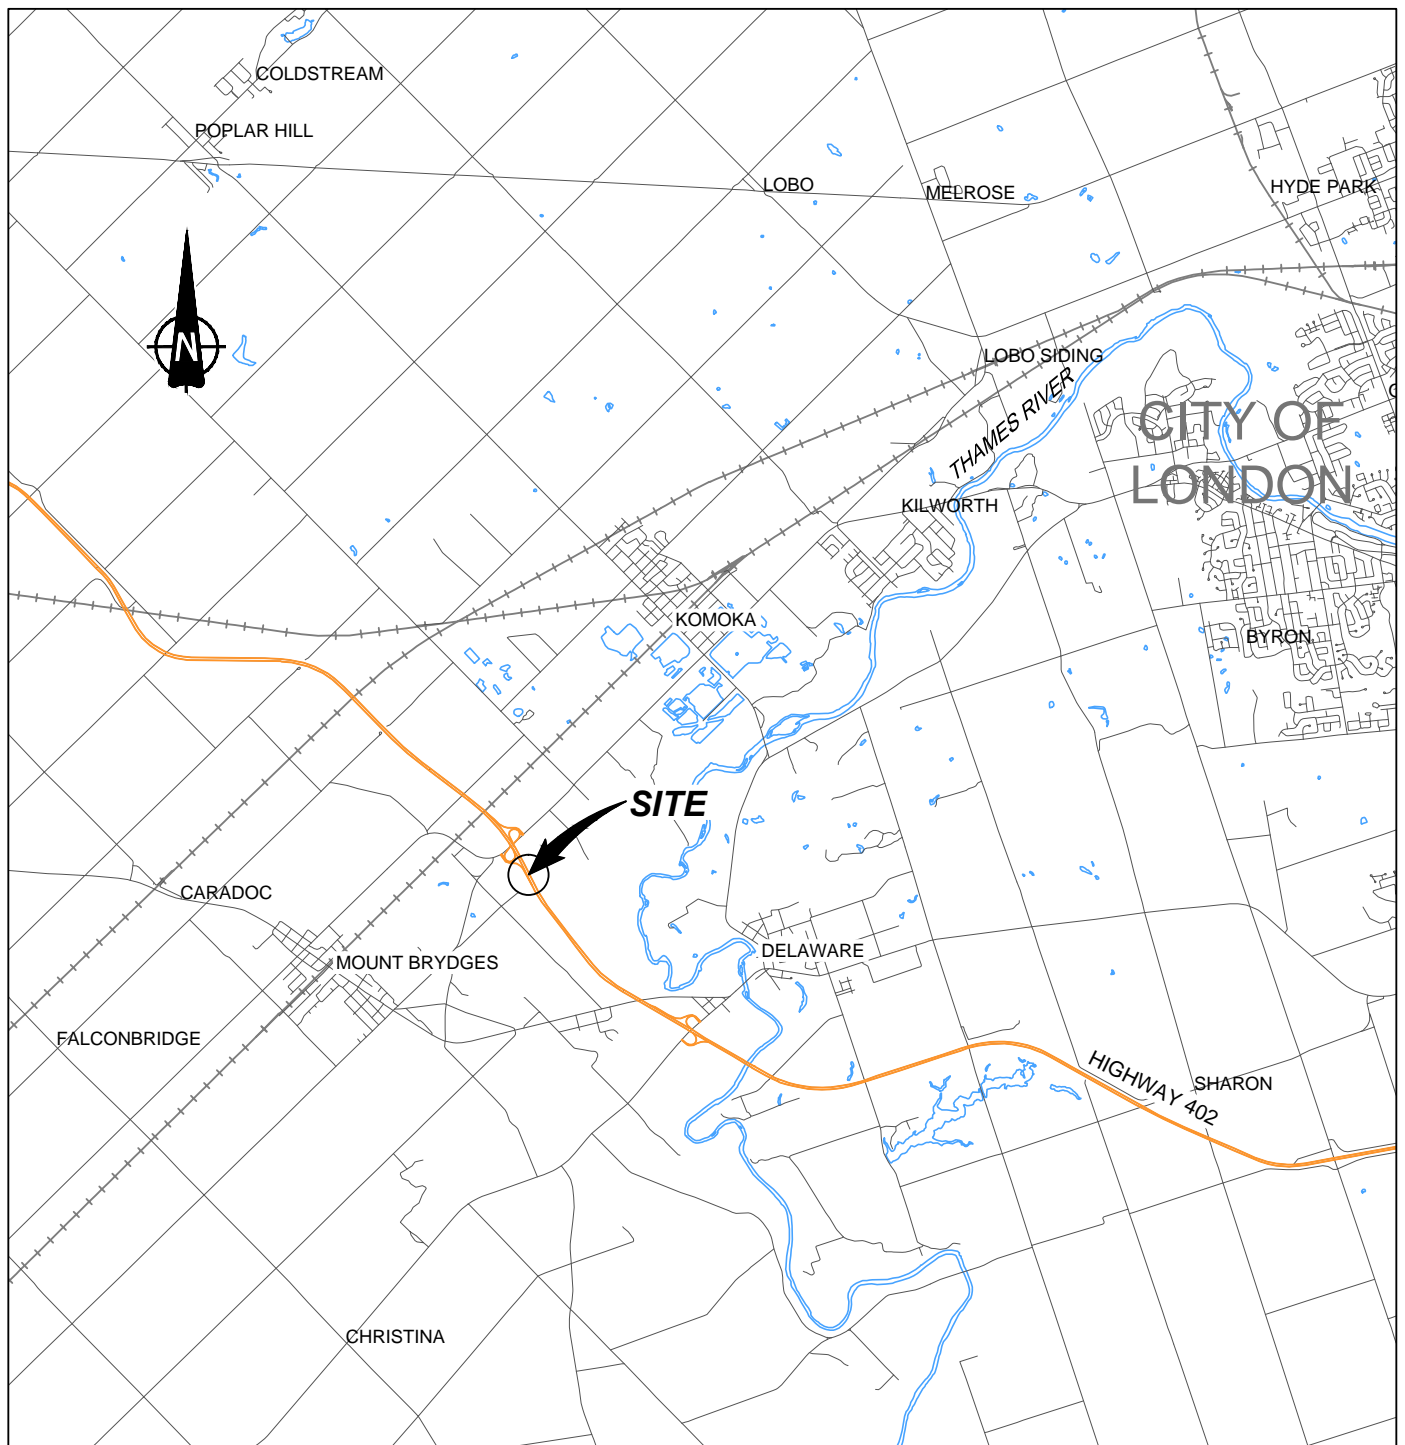 COLDSTREAM
POPLAR HILL
LOBO
MELROSE
HYDE PARK
N
LOBO SIDING
THAMES RIVER
CITY OF
LONDON
KILWORTH
KOMOKA
BYRON
SITE
CARADOC
MOUNT BRYDGES
DELAWARE
FALCONBRIDGE
HIGHWAY 402
SHARON
CHRISTINA